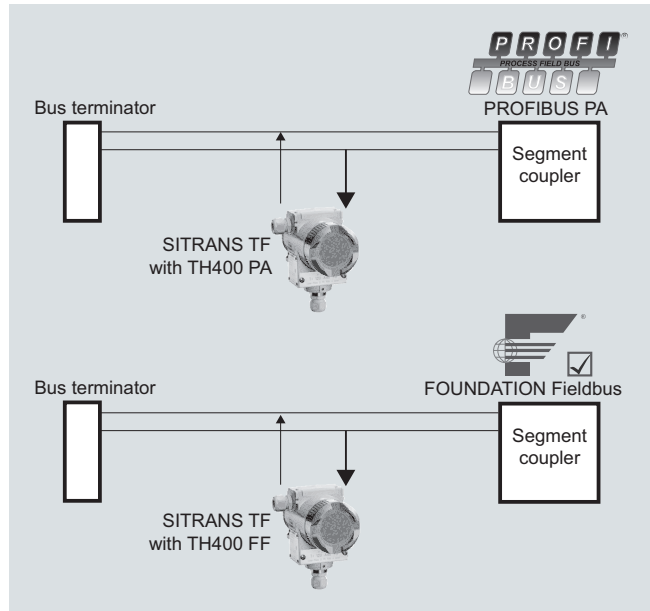 PROFI®
PROCESS FIELD BUS
BUS
PROFIBUS PA
Bus terminator
Segment
coupler
SITRANS TF
with TH400 PA
®
FOUNDATION Fieldbus
Bus terminator
Segment
coupler
SITRANS TF
with TH400 FF